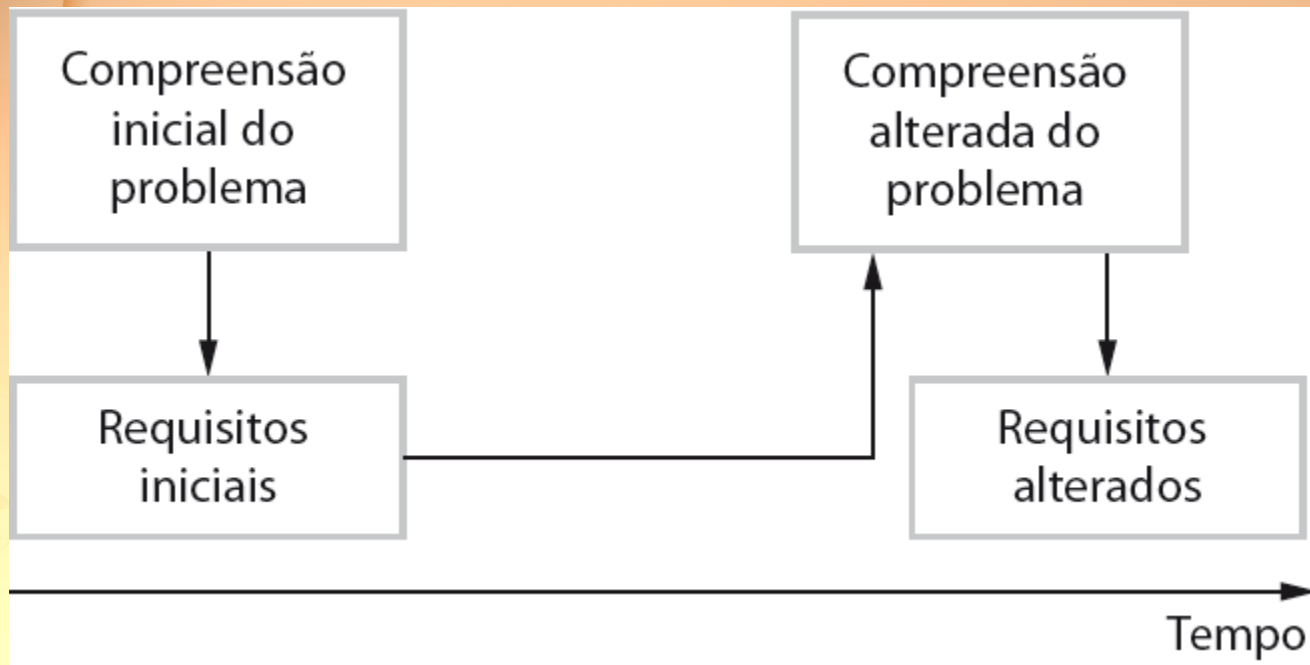 Compreensão
inicial do
problema
Compreensão
alterada do
problema
Requisitos
iniciais
Requisitos
alterados
Tempo